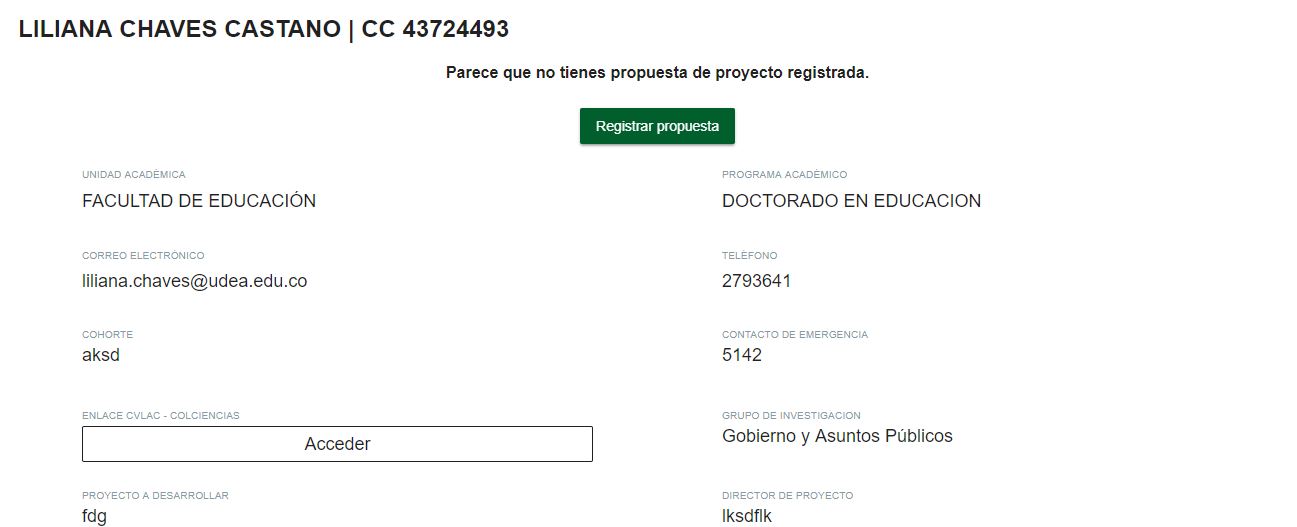 LILIANA CHAVES CASTANO | CC 43724493
Parece que no tienes propuesta de proyecto registrada.
Registrar propuesta
UNIDAD ACADÉMICA
FACULTAD DE EDUCACIÓN
PROGRAMA ACADÉMICO
DOCTORADO EN EDUCACION
CORREO ELECTRÓNICO
liliana.chaves@udea.edu.co
TELÉFONO
2793641
COHORTE
aksd
CONTACTO DE EMERGENCIA
5142
ENLACE CVLAC - COLCIENCIAS
Acceder
GRUPO DE INVESTIGACION
Gobierno y Asuntos Públicos
PROYECTO A DESARROLLAR
fdg
DIRECTOR DE PROYECTO
lksdflk